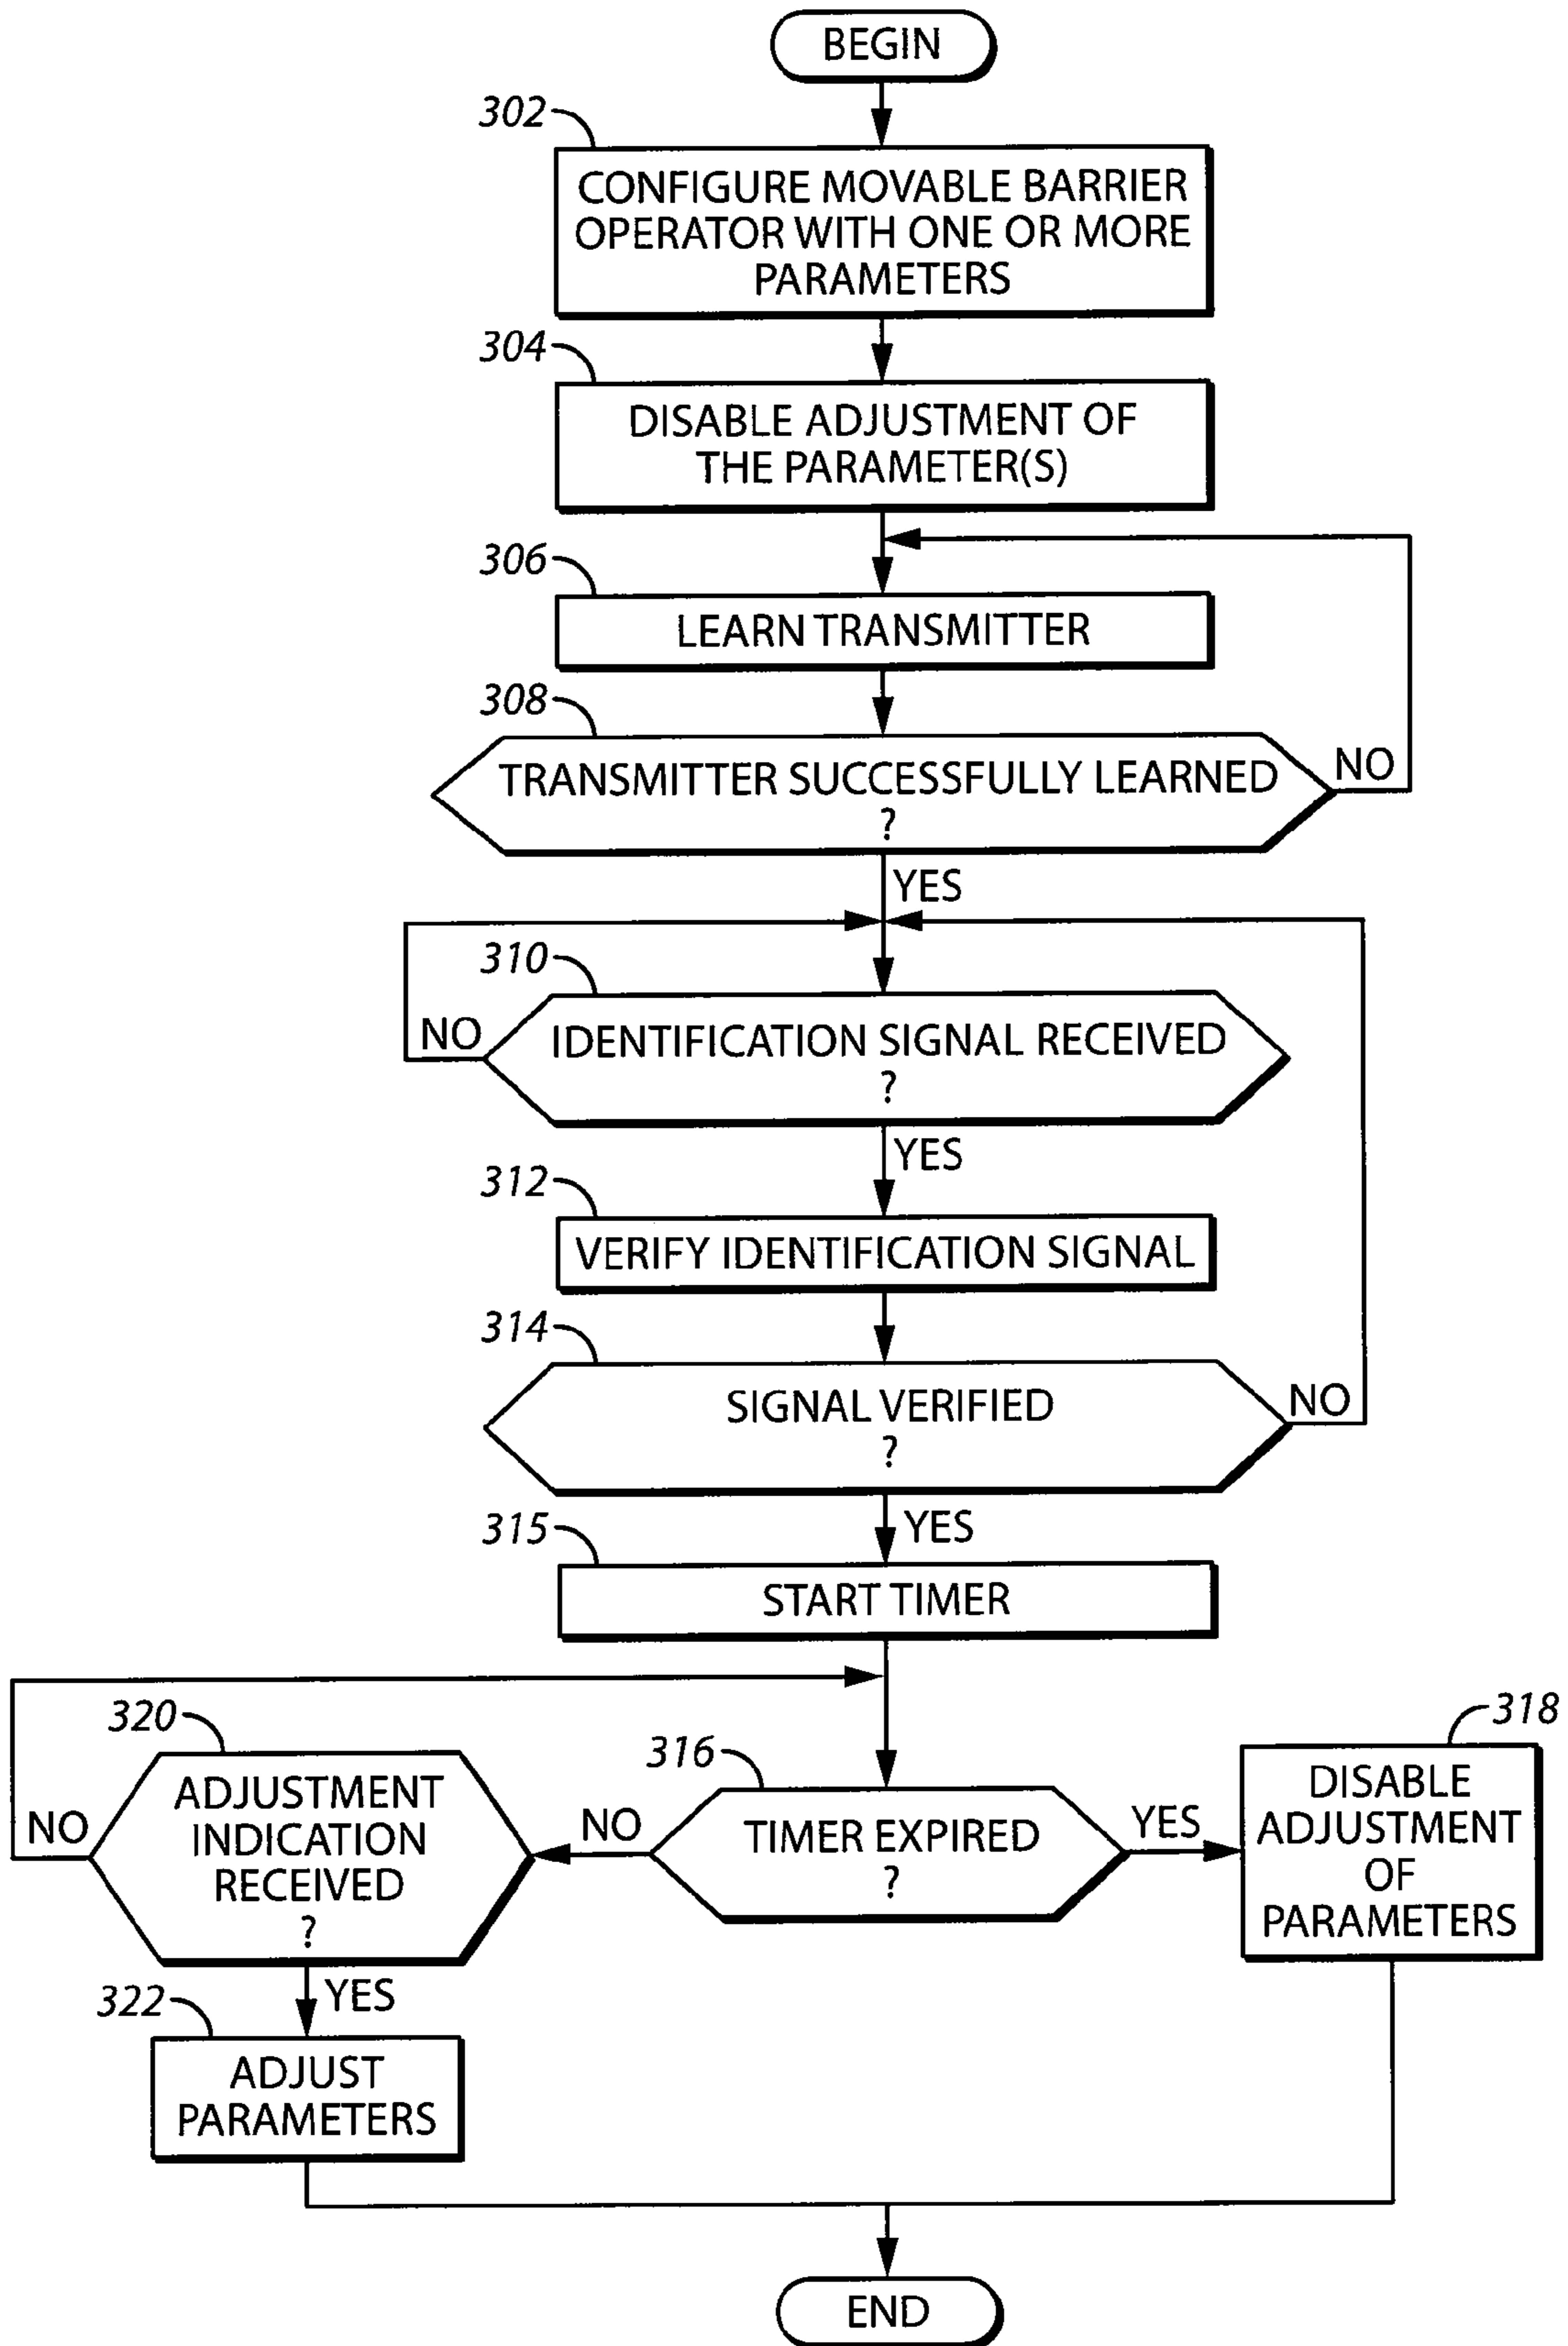 BEGIN
302
CONFIGURE MOVABLE BARRIER
OPERATOR WITH ONE OR MORE
PARAMETERS
304
DISABLE ADJUSTMENT OF
THE PARAMETER(S)
306
LEARN TRANSMITTER
308
TRANSMITTER SUCCESSFULLY LEARNED
?
NO
YES
310
IDENTIFICATION SIGNAL RECEIVED
?
NO
YES
312
VERIFY IDENTIFICATION SIGNAL
314
SIGNAL VERIFIED
?
NO
YES
315
START TIMER
316
TIMER EXPIRED
?
NO
YES
318
DISABLE
ADJUSTMENT
OF
PARAMETERS
320
ADJUSTMENT
INDICATION
RECEIVED
?
NO
YES
322
ADJUST
PARAMETERS
END